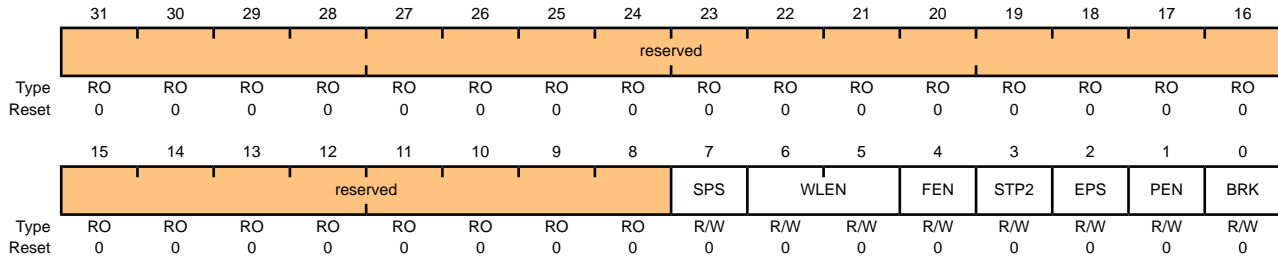 31 30 29 28 27 26 25 24 23 22 21 20 19 18 17 16
reserved
Type RO RO RO RO RO RO RO RO RO RO RO RO RO RO RO RO
Reset 0 0 0 0 0 0 0 0 0 0 0 0 0 0 0 0
15 14 13 12 11 10 9 8 7 6 5 4 3 2 1 0
reserved SPS WLEN FEN STP2 EPS PEN BRK
Type RO RO RO RO RO RO RO RO R/W R/W R/W R/W R/W R/W R/W R/W
Reset 0 0 0 0 0 0 0 0 0 0 0 0 0 0 0 0